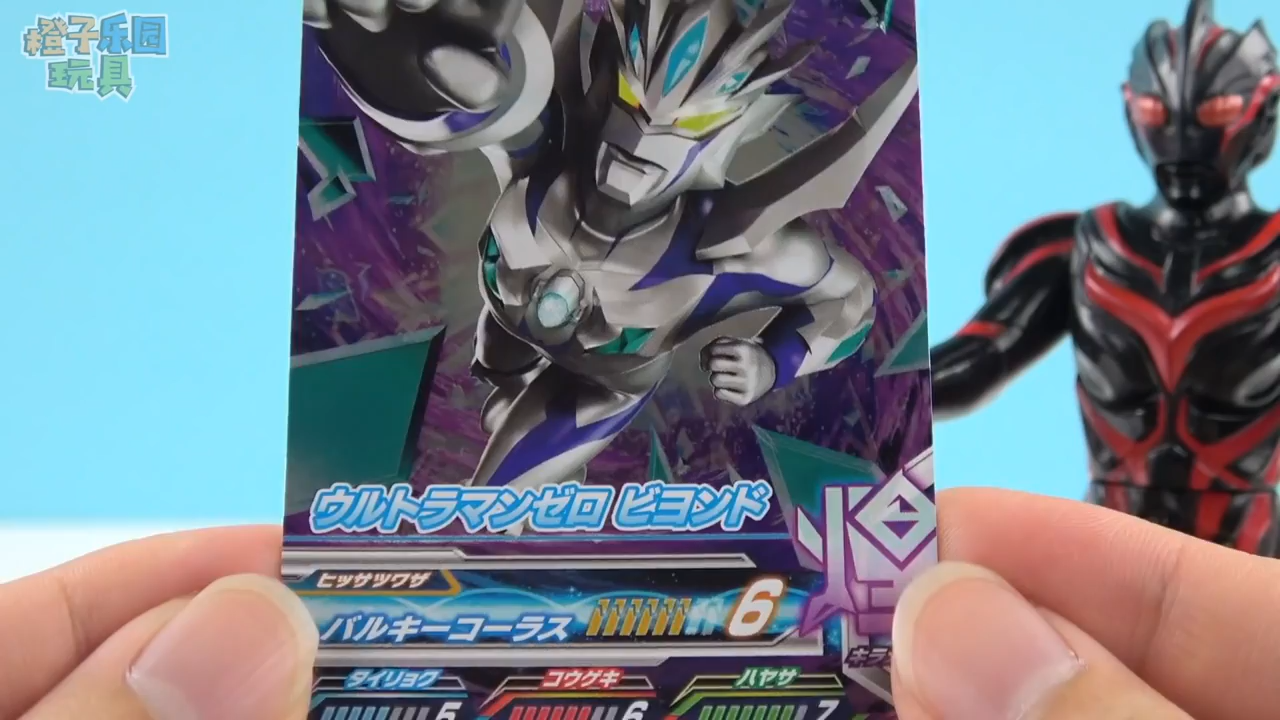 橙子乐园
玩具
ウルトラマンゼロ ビヨンド
ヒッサツワザ
バルキーコーラス 6
タイリョク コウゲキ ハヤサ
5 6 7